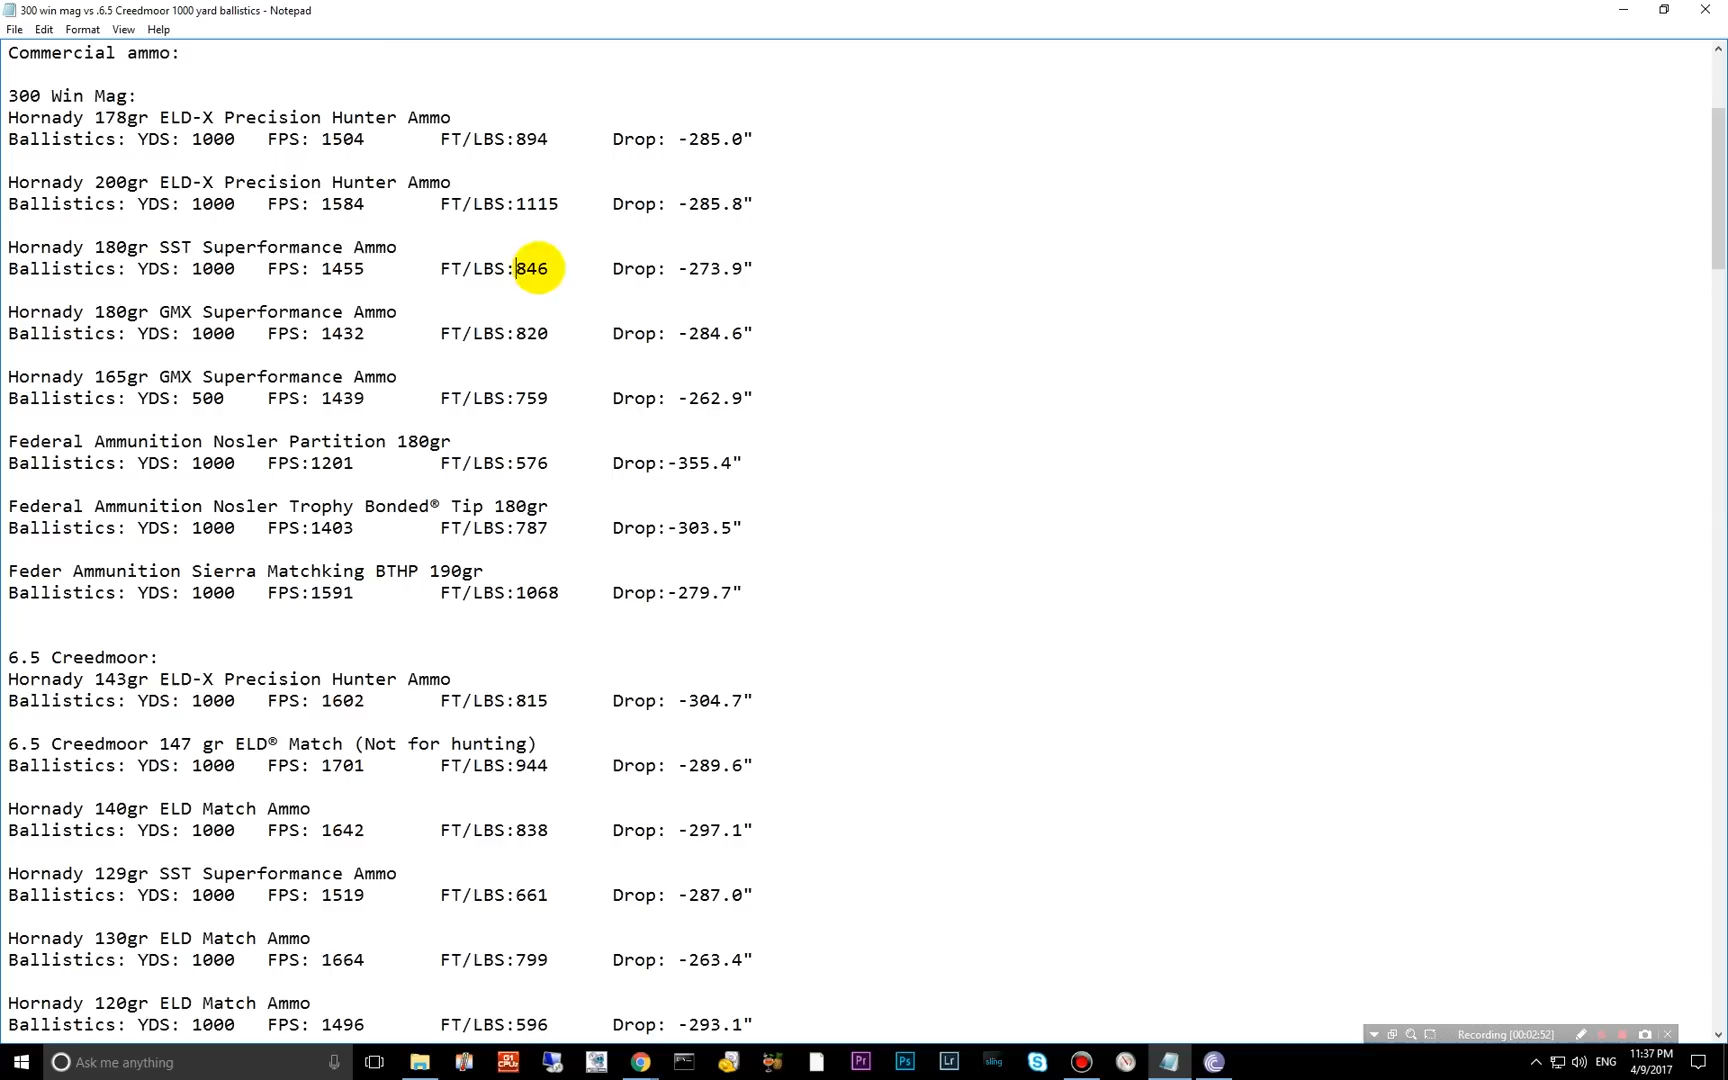 300 win mag vs .6.5 Creedmoor 1000 yard ballistics - Notepad
File Edit Format View Help
Commercial ammo:
300 Win Mag:
Hornady 178gr ELD-X Precision Hunter Ammo
Ballistics: YDS: 1000 FPS: 1504 FT/LBS:894 Drop: -285.0"
Hornady 200gr ELD-X Precision Hunter Ammo
Ballistics: YDS: 1000 FPS: 1584 FT/LBS:1115 Drop: -285.8"
Hornady 180gr SST Superformance Ammo
Ballistics: YDS: 1000 FPS: 1455 FT/LBS:846 Drop: -273.9"
Hornady 180gr GMX Superformance Ammo
Ballistics: YDS: 1000 FPS: 1432 FT/LBS:820 Drop: -284.6"
Hornady 165gr GMX Superformance Ammo
Ballistics: YDS: 500 FPS: 1439 FT/LBS:759 Drop: -262.9"
Federal Ammunition Nosler Partition 180gr
Ballistics: YDS: 1000 FPS:1201 FT/LBS:576 Drop:-355.4"
Federal Ammunition Nosler Trophy Bonded® Tip 180gr
Ballistics: YDS: 1000 FPS:1403 FT/LBS:787 Drop:-303.5"
Feder Ammunition Sierra Matchking BTHP 190gr
Ballistics: YDS: 1000 FPS:1591 FT/LBS:1068 Drop:-279.7"
6.5 Creedmoor:
Hornady 143gr ELD-X Precision Hunter Ammo
Ballistics: YDS: 1000 FPS: 1602 FT/LBS:815 Drop: -304.7"
6.5 Creedmoor 147 gr ELD® Match (Not for hunting)
Ballistics: YDS: 1000 FPS: 1701 FT/LBS:944 Drop: -289.6"
Hornady 140gr ELD Match Ammo
Ballistics: YDS: 1000 FPS: 1642 FT/LBS:838 Drop: -297.1"
Hornady 129gr SST Superformance Ammo
Ballistics: YDS: 1000 FPS: 1519 FT/LBS:661 Drop: -287.0"
Hornady 130gr ELD Match Ammo
Ballistics: YDS: 1000 FPS: 1664 FT/LBS:799 Drop: -263.4"
Hornady 120gr ELD Match Ammo
Ballistics: YDS: 1000 FPS: 1496 FT/LBS:596 Drop: -293.1"
Recording [00:02:52]
Ask me anything
G1
CPUz
Pr
Ps
Lr
sling
ENG
11:37 PM
4/9/2017